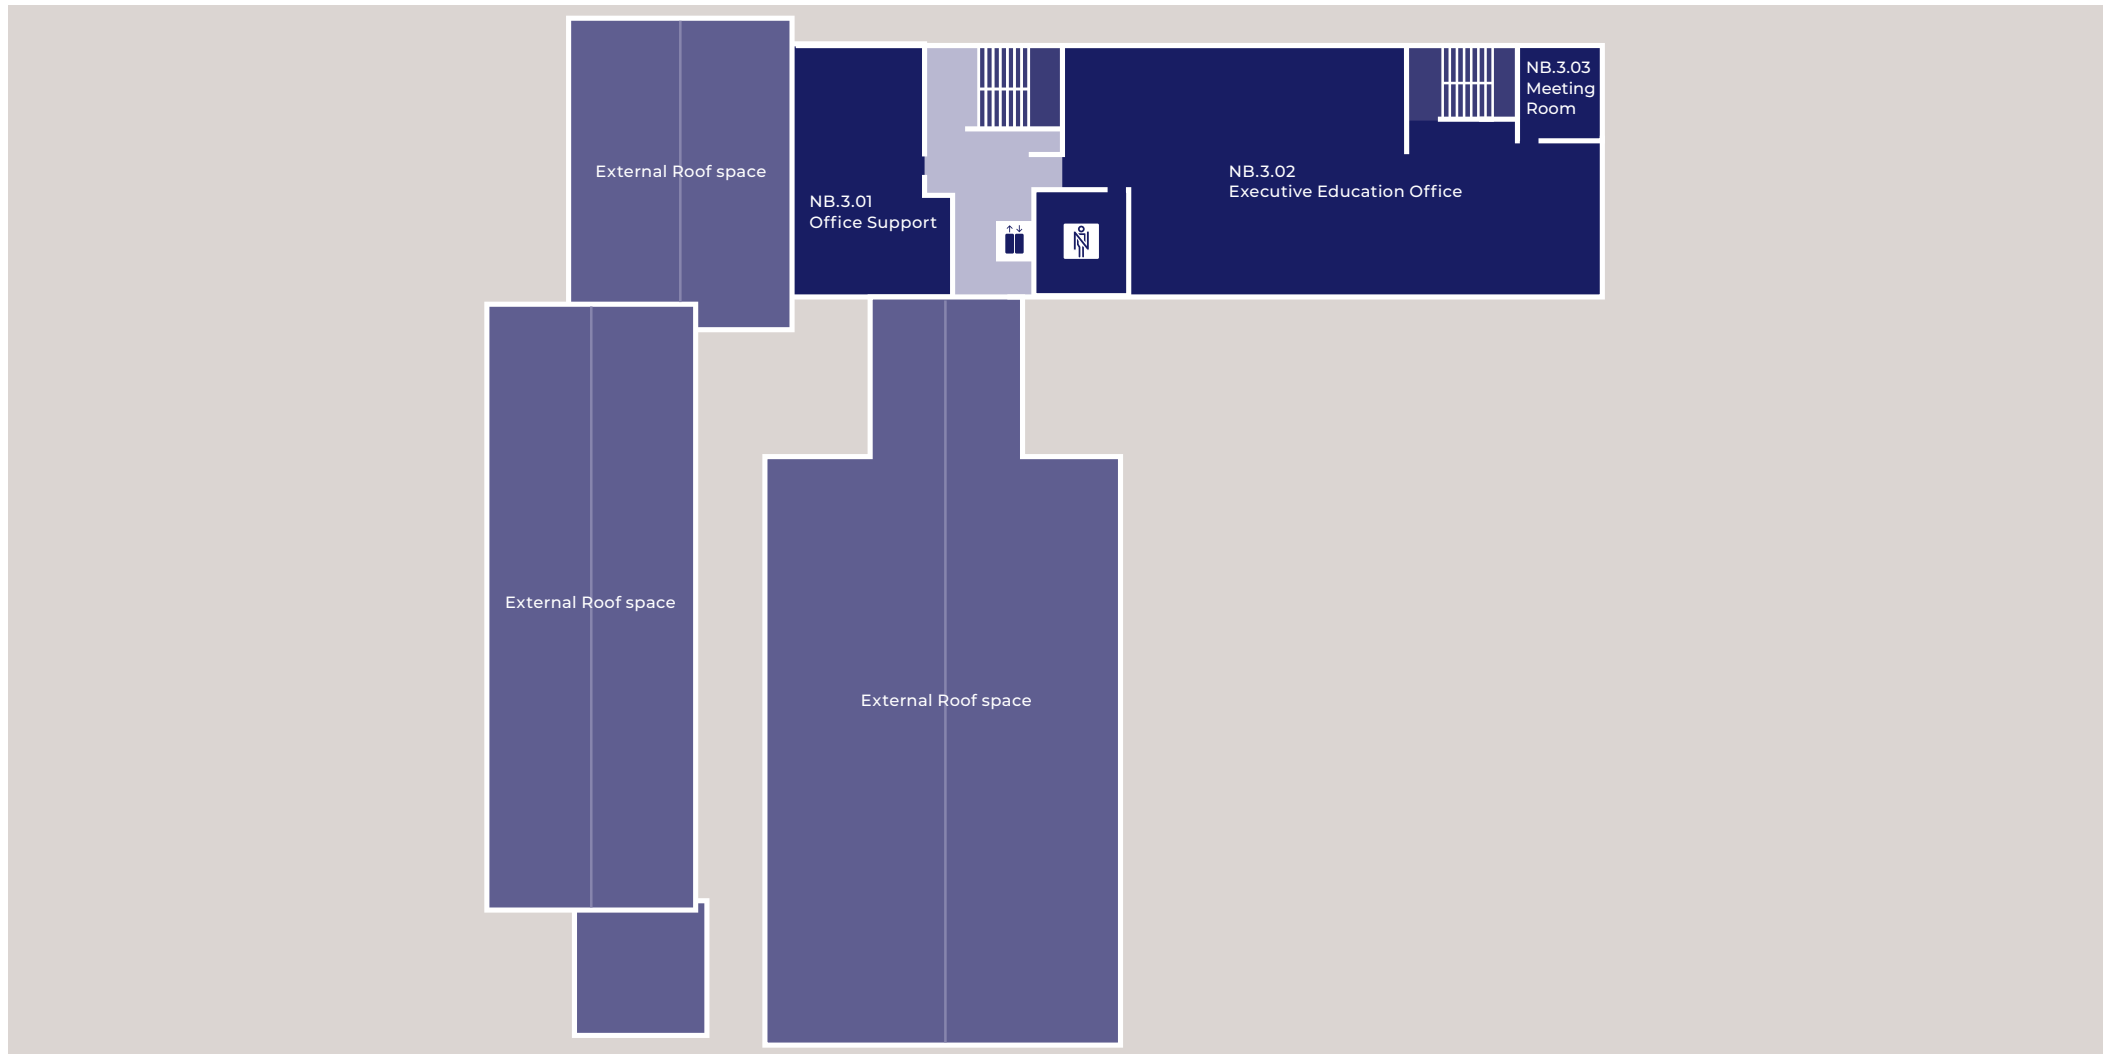 NB.3.03
Meeting
Room
External Roof space
NB.3.02
Executive Education Office
NB.3.01
Office Support
External Roof space
External Roof space